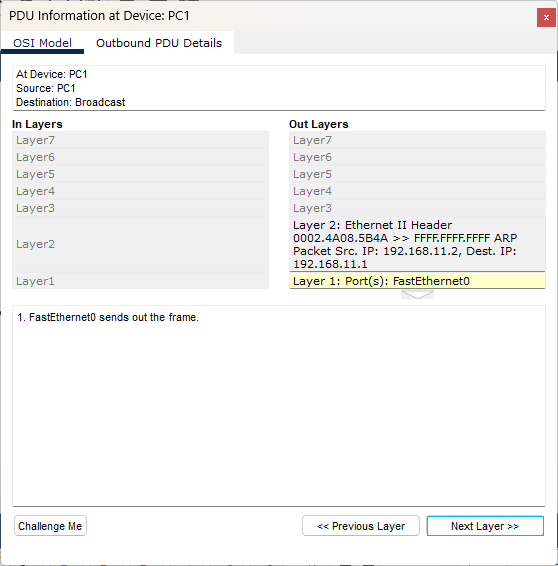 PDU Information at Device: PC1
x
OSI Model
Outbound PDU Details
At Device: PC1
Source: PC1
Destination: Broadcast
In Layers
Layer7
Layer6
Layer5
Layer4
Layer3
Layer2
Layer1
Out Layers
Layer7
Layer6
Layer5
Layer4
Layer3
Layer 2: Ethernet II Header
0002.4A08.5B4A >> FFFF.FFFF.FFFF ARP
Packet Src. IP: 192.168.11.2, Dest. IP:
192.168.11.1
Layer 1: Port(s): FastEthernet0
1. FastEthernet0 sends out the frame.
Challenge Me
<< Previous Layer
Next Layer >>